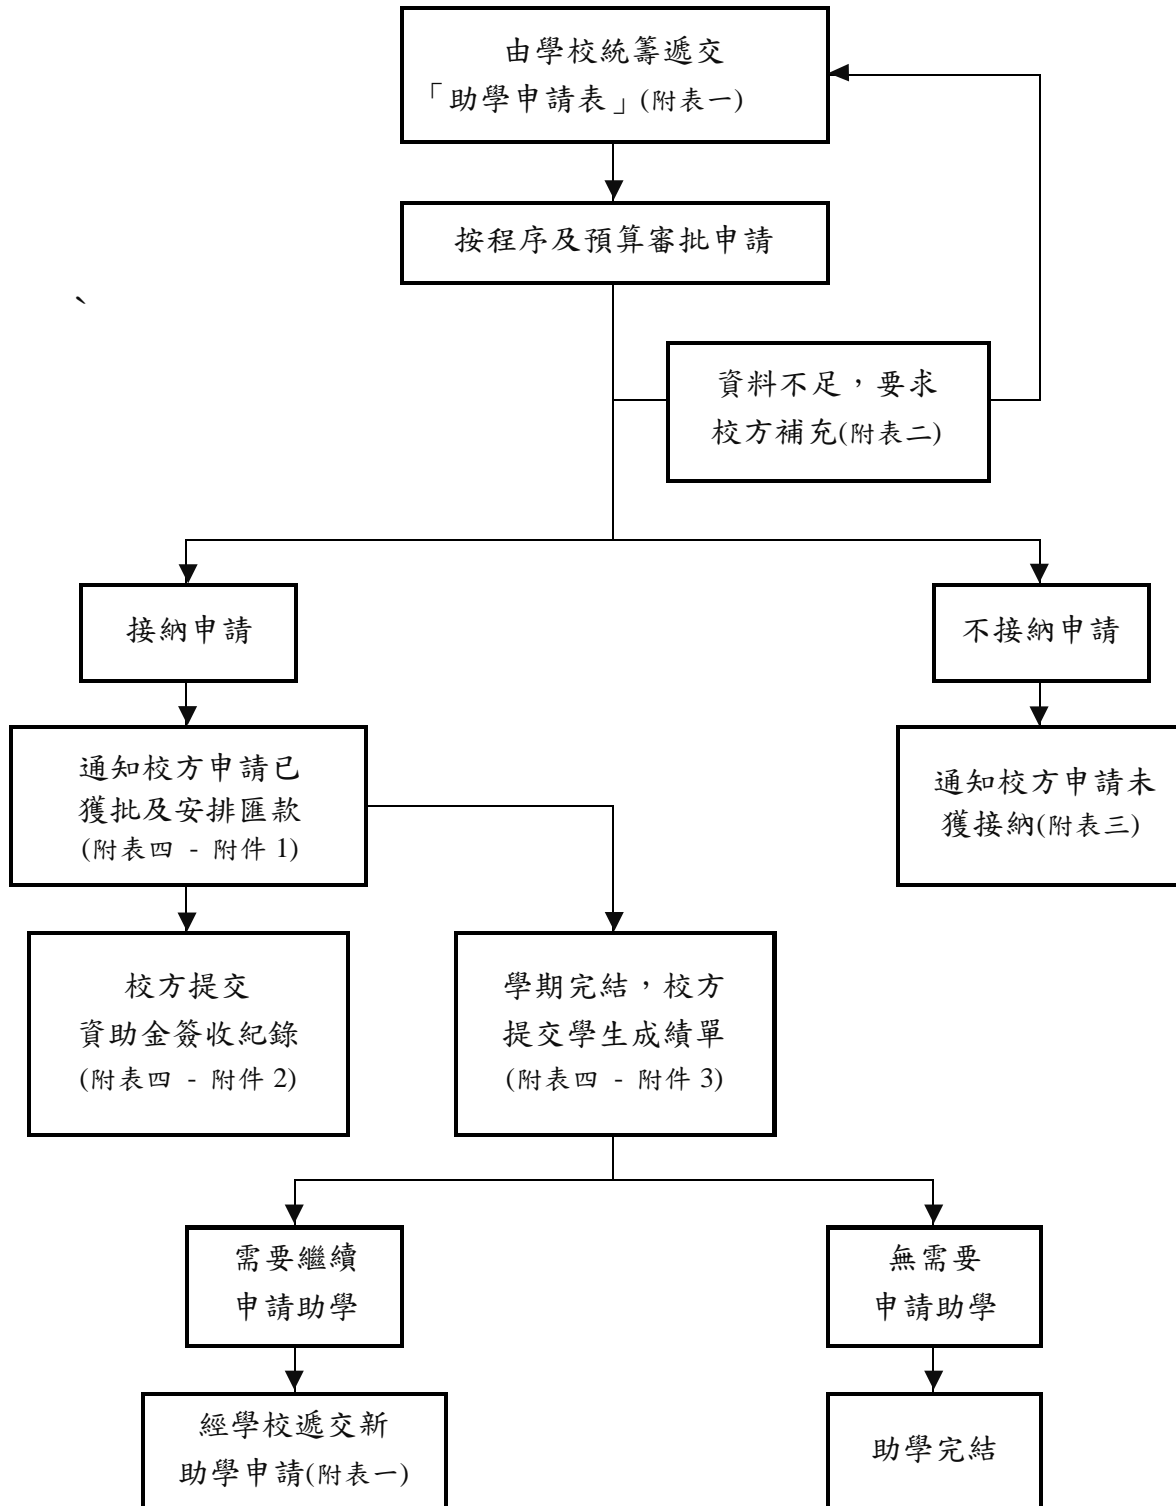 由學校統籌遞交
「助學申請表」(附表一)
按程序及預算審批申請
、
資料不足，要求
校方補充(附表二)
接納申請
不接納申請
通知校方申請已
獲批及安排匯款
(附表四 - 附件 1)
通知校方申請未
獲接納(附表三)
校方提交
資助金簽收紀錄
(附表四 - 附件 2)
學期完結，校方
提交學生成績單
(附表四 - 附件 3)
需要繼續
申請助學
無需要
申請助學
經學校遞交新
助學申請(附表一)
助學完結